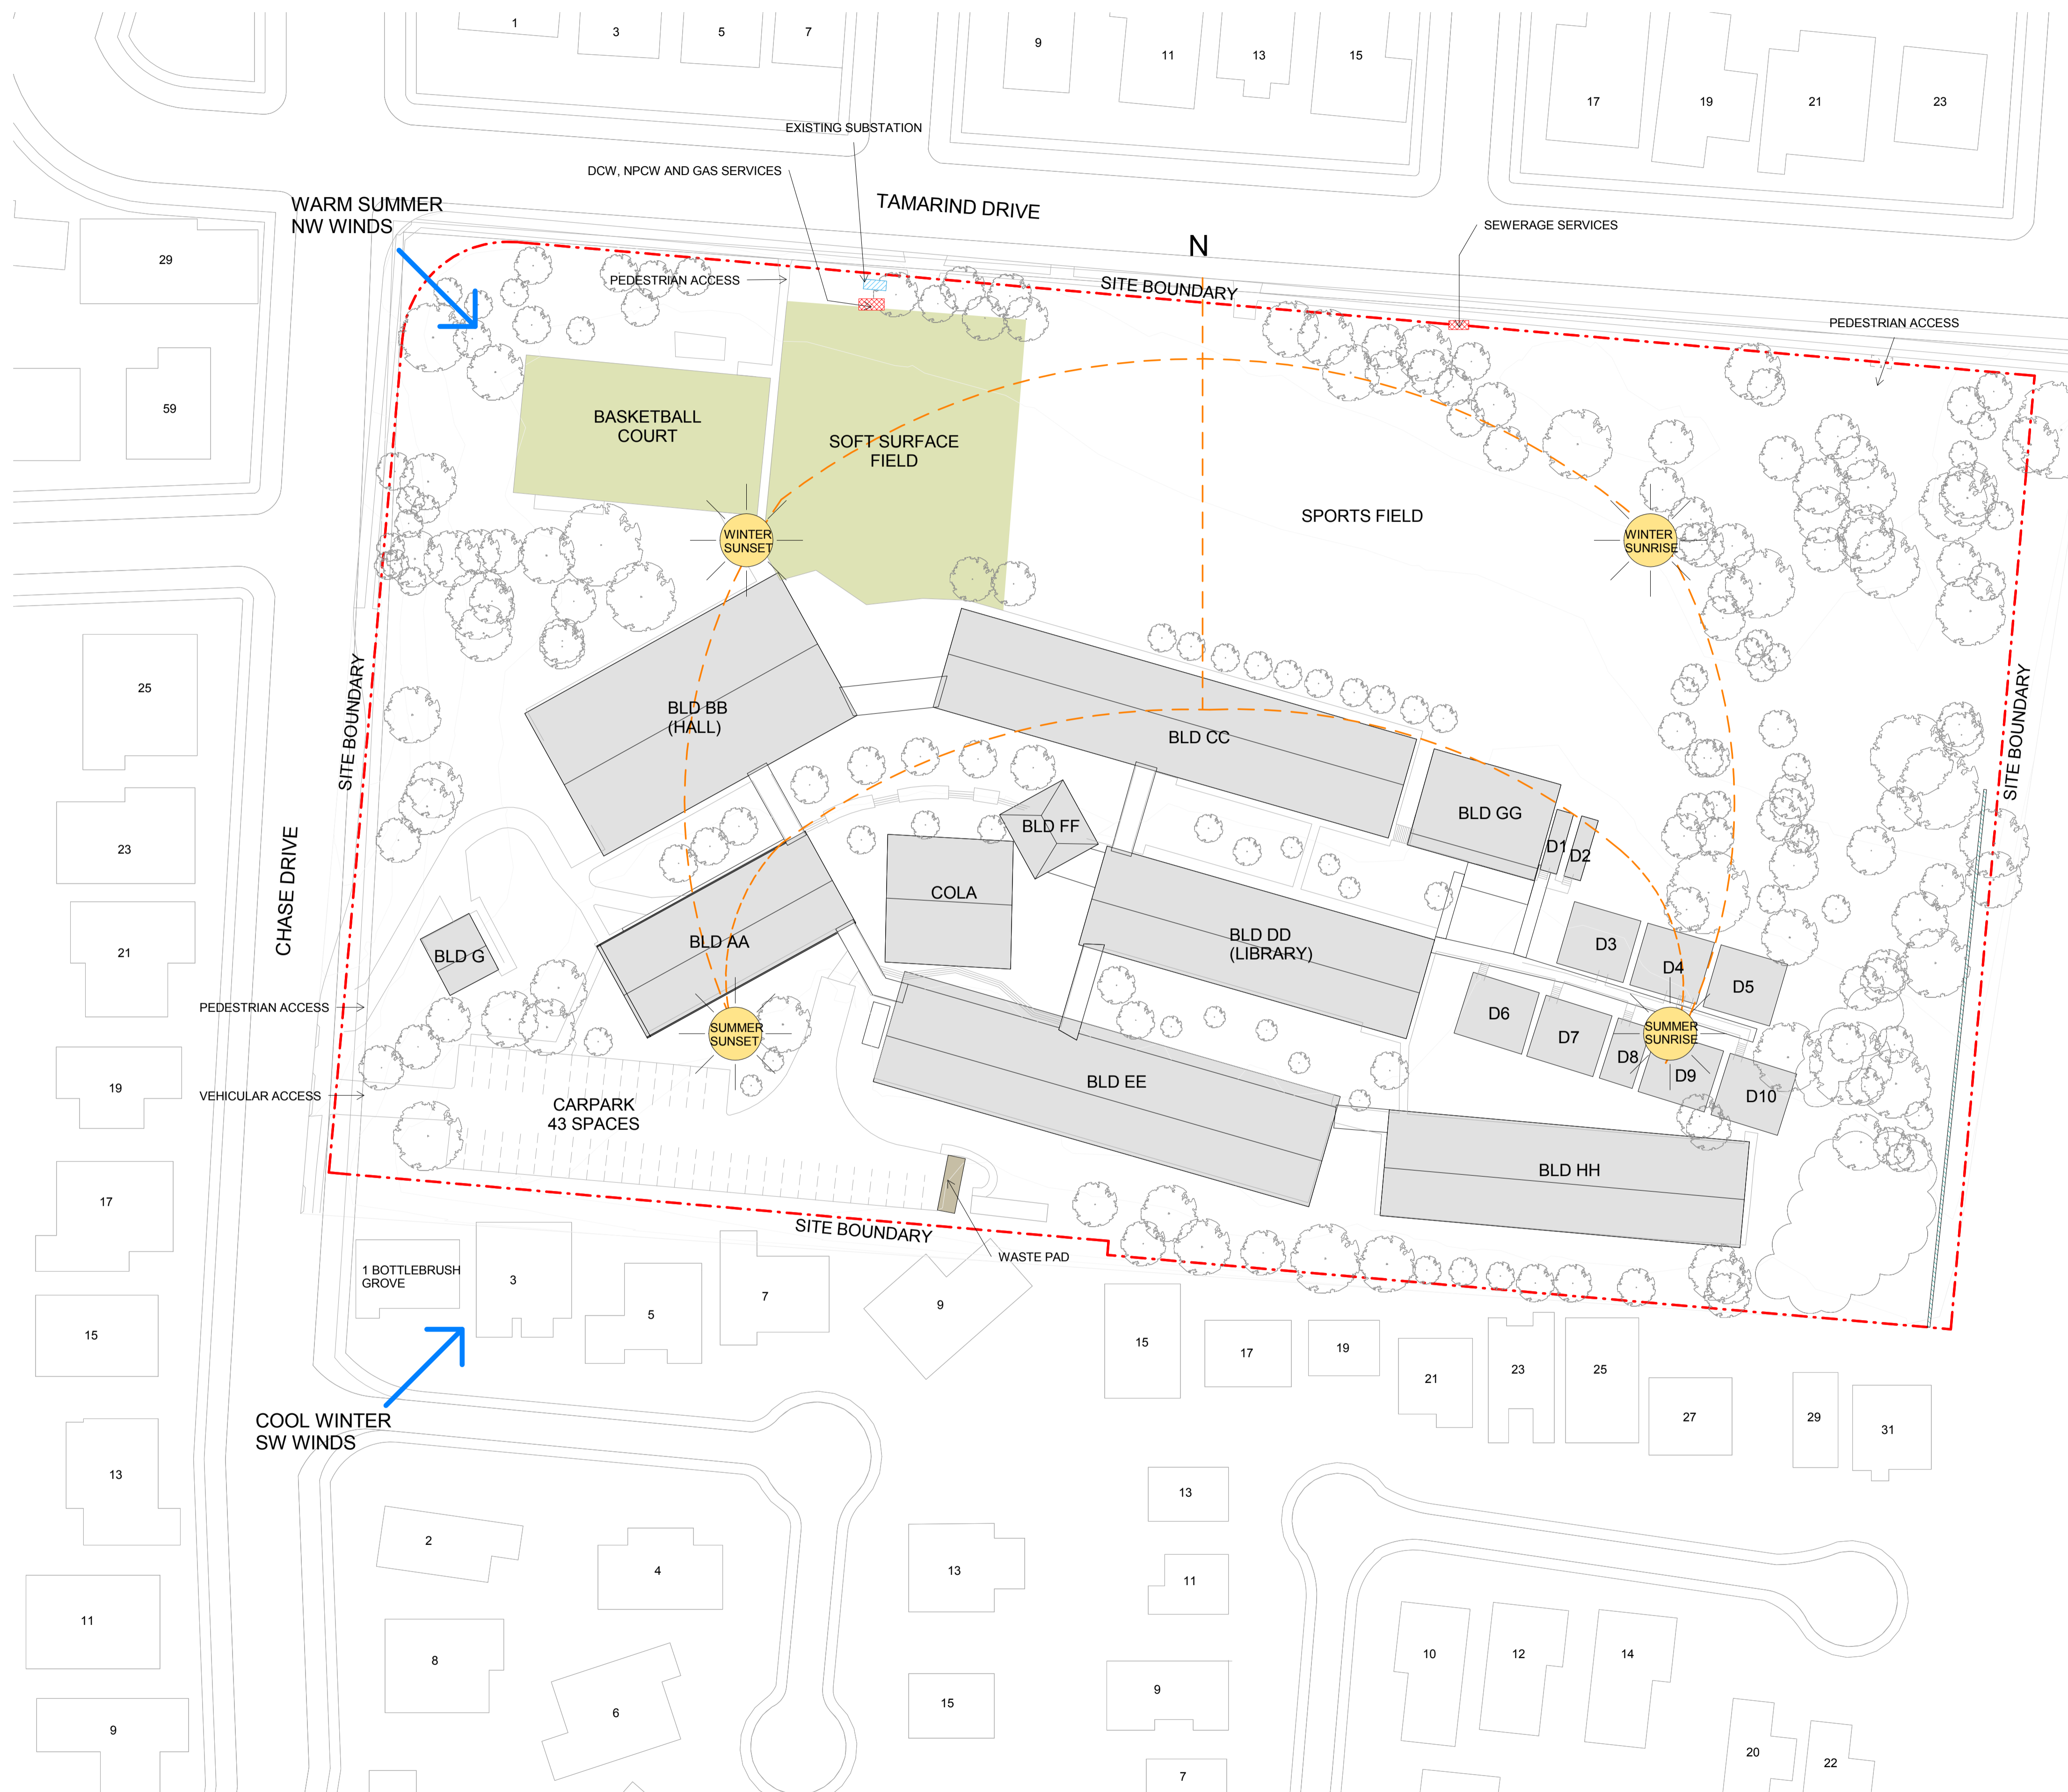 1
3
5
7
9
11
13
15
17
19
21
23
EXISTING SUBSTATION
DCW, NPCW AND GAS SERVICES
TAMARIND DRIVE
WARM SUMMER
NW WINDS
SEWERAGE SERVICES
N
29
PEDESTRIAN ACCESS
SITE BOUNDARY
PEDESTRIAN ACCESS
59
BASKETBALL
COURT
SOFT SURFACE
FIELD
SPORTS FIELD
WINTER
SUNSET
WINTER
SUNRISE
25
SITE BOUNDARY
BLD BB
(HALL)
BLD CC
SITE BOUNDARY
BLD GG
BLD FF
D1
D2
23
CHASE DRIVE
COLA
BLD AA
BLD DD
(LIBRARY)
D3
D4
D5
21
BLD G
PEDESTRIAN ACCESS
D6
D7
D8
D9
D10
SUMMER
SUNSET
SUMMER
SUNRISE
19
VEHICULAR ACCESS
CARPARK
43 SPACES
BLD EE
BLD HH
17
SITE BOUNDARY
WASTE PAD
1 BOTTLEBRUSH
GROVE
3
5
7
9
15
15
17
19
21
23
25
27
29
31
COOL WINTER
SW WINDS
13
13
2
4
13
11
11
8
6
15
9
10
12
14
9
7
20
22